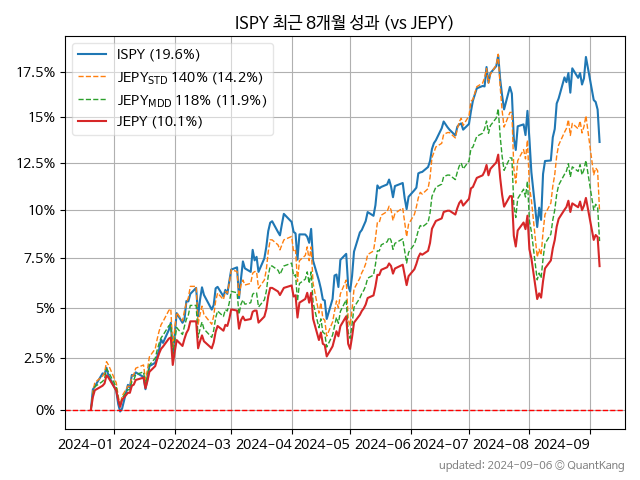 ISPY 최근 8개월 성과 (vs JEPY)
ISPY (19.6%)
JEPY_STD 140% (14.2%)
JEPY_MDD 118% (11.9%)
JEPY (10.1%)
17.5%
15%
12.5%
10%
7.5%
5%
2.5%
0%
2024-01 2024-02 2024-03 2024-04 2024-05 2024-06 2024-07 2024-08 2024-09
updated: 2024-09-06 © QuantKang